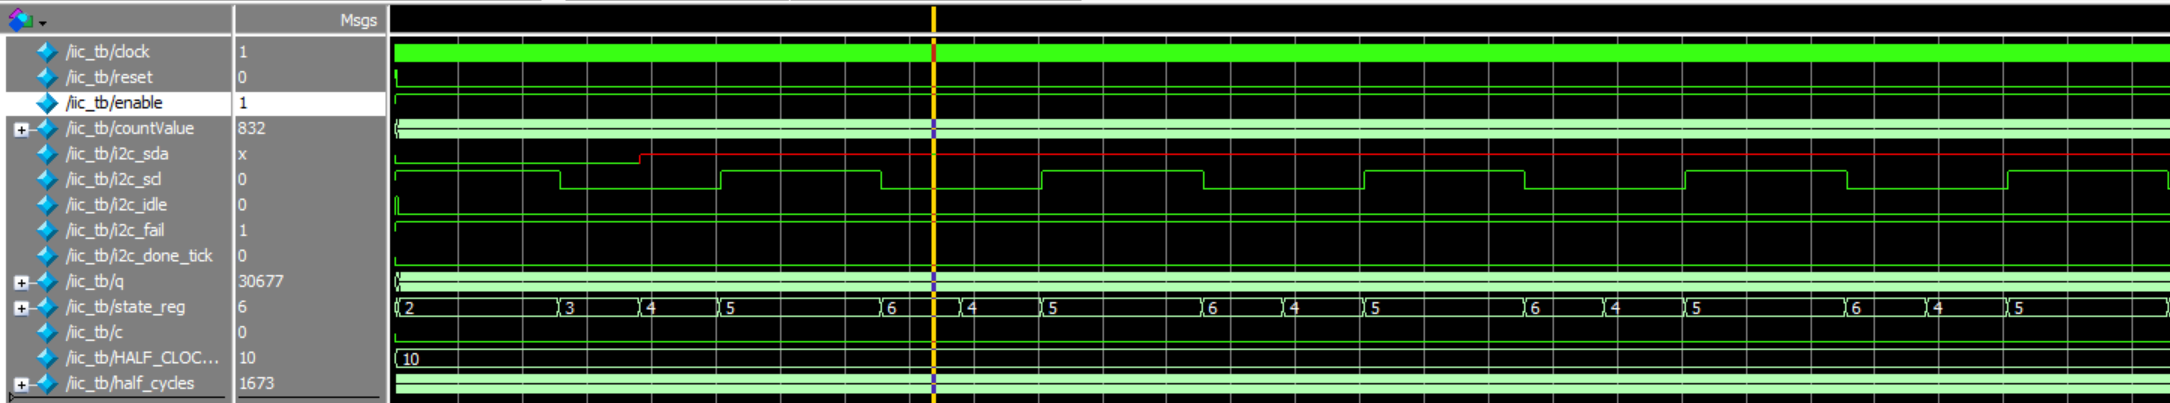 Msgs
/iic_tb/clock 1
/iic_tb/reset 0
/iic_tb/enable 1
/iic_tb/countValue 832
/iic_tb/i2c_sda x
/iic_tb/i2c_scl 0
/iic_tb/i2c_idle 0
/iic_tb/i2c_fail 1
/iic_tb/i2c_done_tick 0
/iic_tb/q 30677
/iic_tb/state_reg 6 2 3 4 5 6 4 5 6 4 5 6 4 5 6 4 5
/iic_tb/c 0
/iic_tb/HALF_CLOC... 10 10
/iic_tb/half_cycles 1673